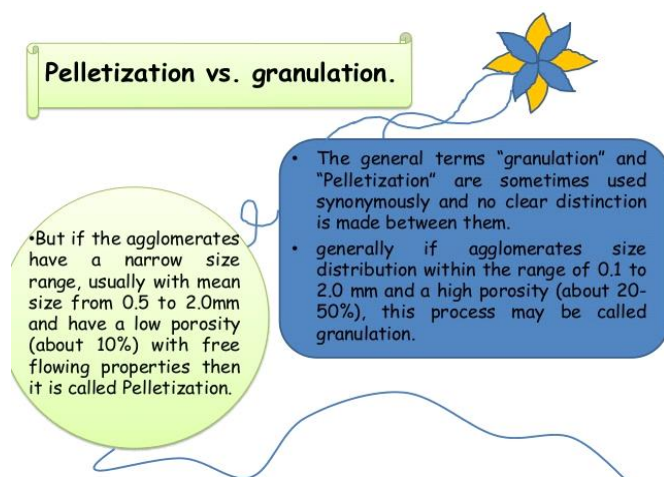 Pelletization vs. granulation.
• The general terms “granulation” and
“Pelletization” are sometimes used
synonymously and no clear distinction
is made between them.
• generally if agglomerates size
distribution within the range of 0.1 to
2.0 mm and a high porosity (about 20-
50%), this process may be called
granulation.
•But if the agglomerates
have a narrow size
range, usually with mean
size from 0.5 to 2.0mm
and have a low porosity
(about 10%) with free
flowing properties then
it is called Pelletization.